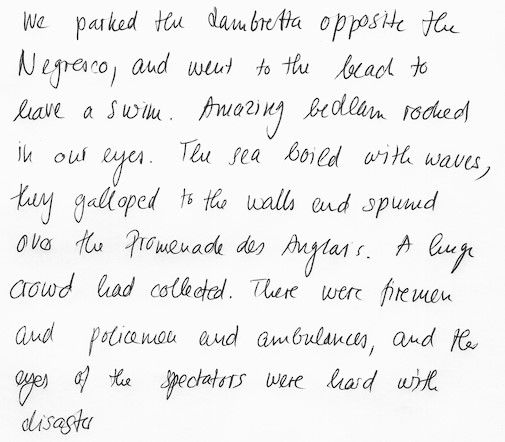 We parked the Lambretta opposite the
Negresco, and went to the beach to
have a swim. Amazing bedlam rocked
in our eyes. The sea boiled with waves,
they galloped to the walls and spumed
over the Promenade des Anglais. A huge
crowd had collected. There were firemen
and policemen and ambulances, and the
eyes of the spectators were hard with
disaster